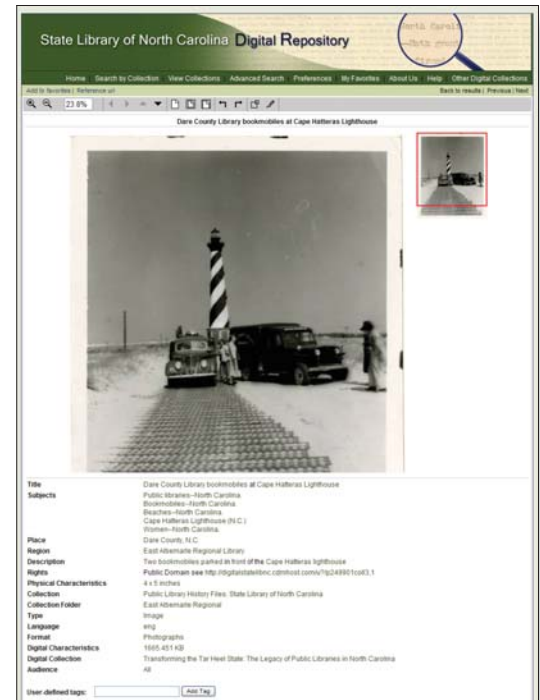 State Library of North Carolina Digital Repository
Home Search by Collection View Collections Advanced Search Preferences My Favorites About Us Help Other Digital Collections
Add to favorites | Reference url Back to results | Previous | Next
23.8%
Dare County Library bookmobiles at Cape Hatteras Lighthouse
Title Dare County Library bookmobiles at Cape Hatteras Lighthouse
Subjects Public libraries--North Carolina.
Bookmobiles--North Carolina.
Beaches--North Carolina.
Cape Hatteras Lighthouse (N.C.)
Women--North Carolina.
Place Dare County, N.C.
Region East Albemarle Regional Library
Description Two bookmobiles parked in front of the Cape Hatteras lighthouse
Rights Public Domain see
Physical Characteristics 4 x 5 inches
Collection Public Library History Files, State Library of North Carolina
Collection Folder East Albemarle Regional
Type Image
Language eng
Format Photographs
Digital Characteristics 1665.451 KB
Digital Collection Transforming the Tar Heel State: The Legacy of Public Libraries in North Carolina
Audience All
User defined tags: Add Tag